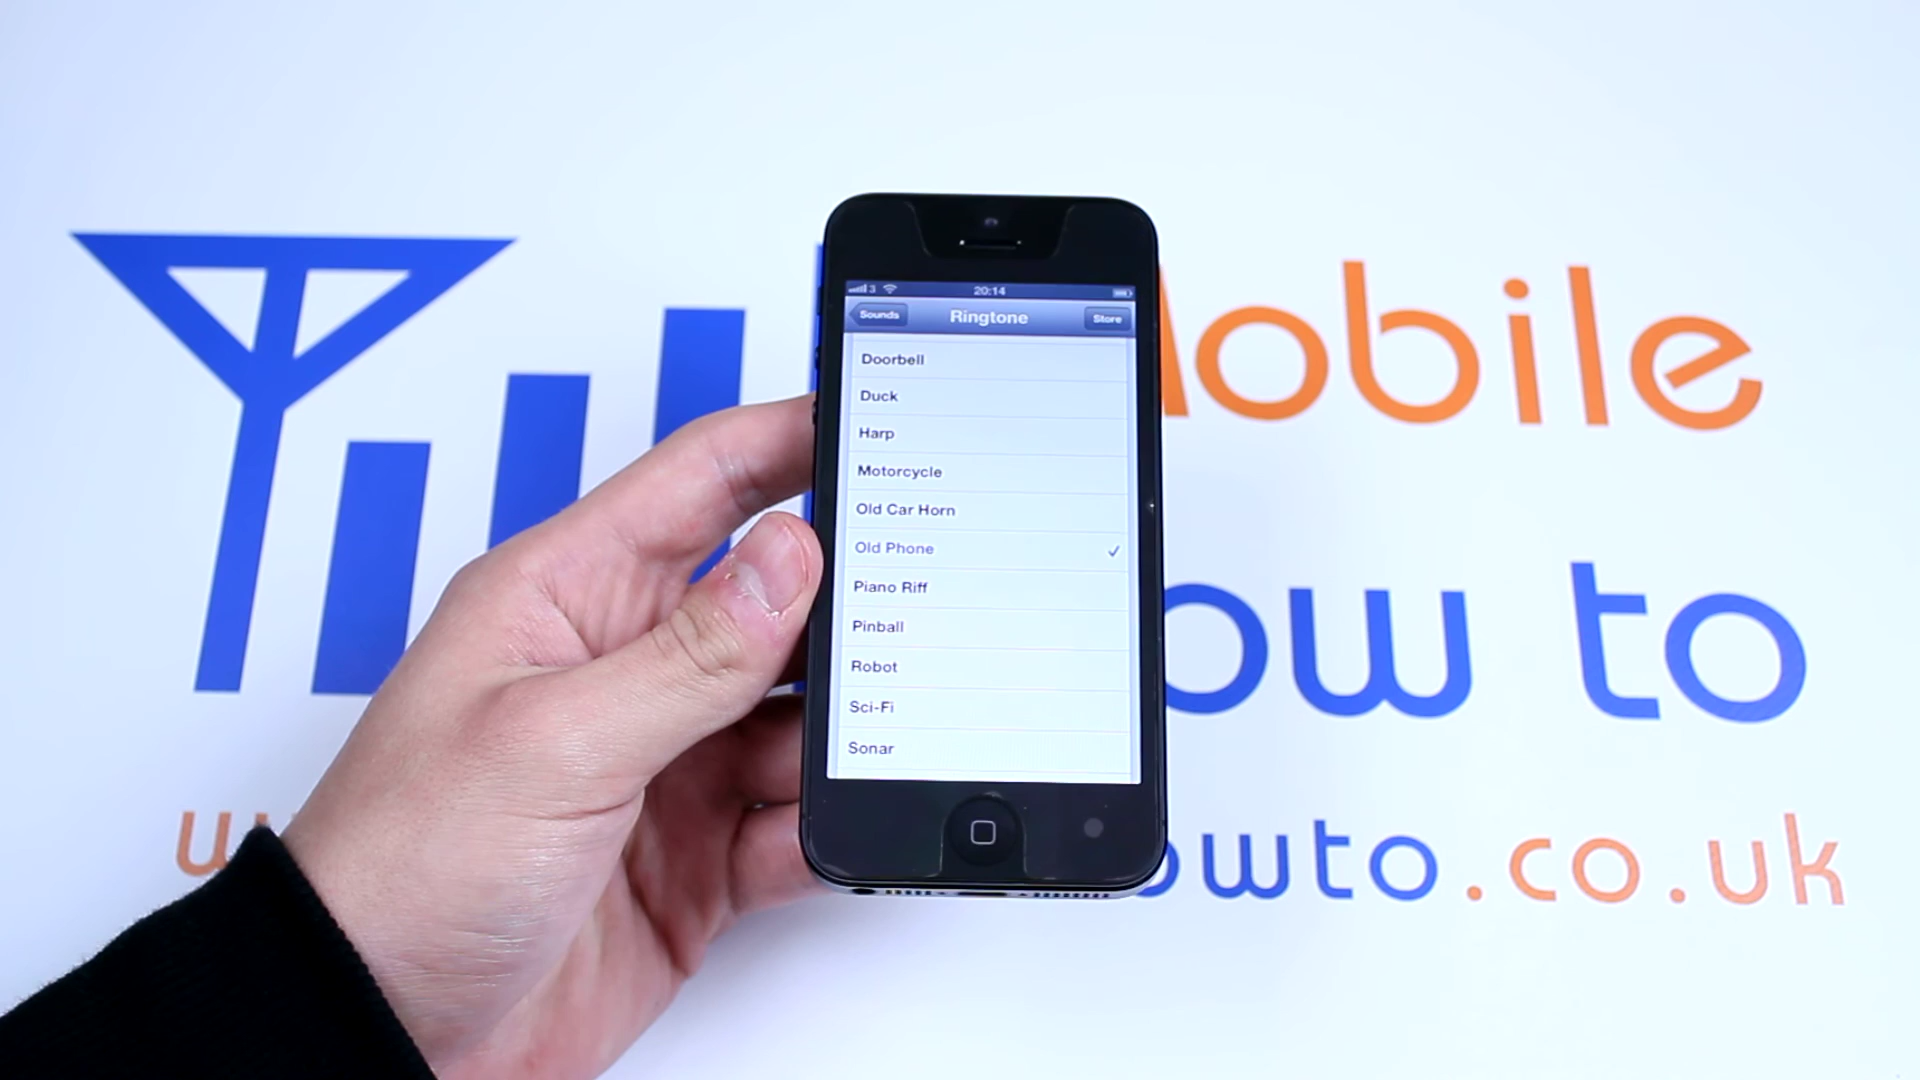 3 20:14
Sounds Ringtone Store
Doorbell
Duck
Harp
Motorcycle
Old Car Horn
Old Phone
Piano Riff
Pinball
Robot
Sci-Fi
Sonar
obile
ow to
owto.co.uk